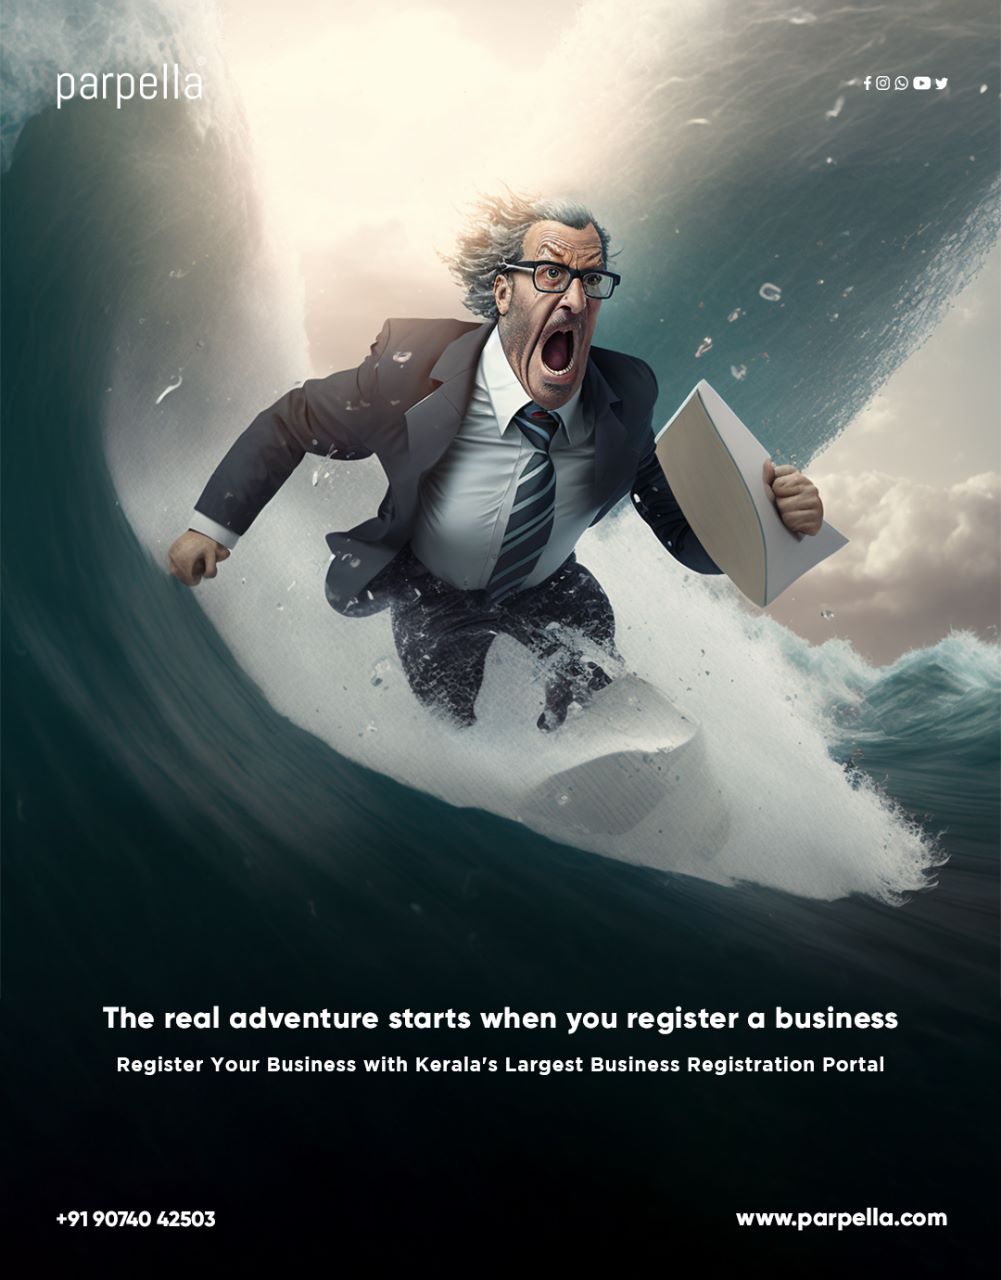 parpella
The real adventure starts when you register a business
Register Your Business with Kerala's Largest Business Registration Portal
+91 90740 42503
www.parpella.com